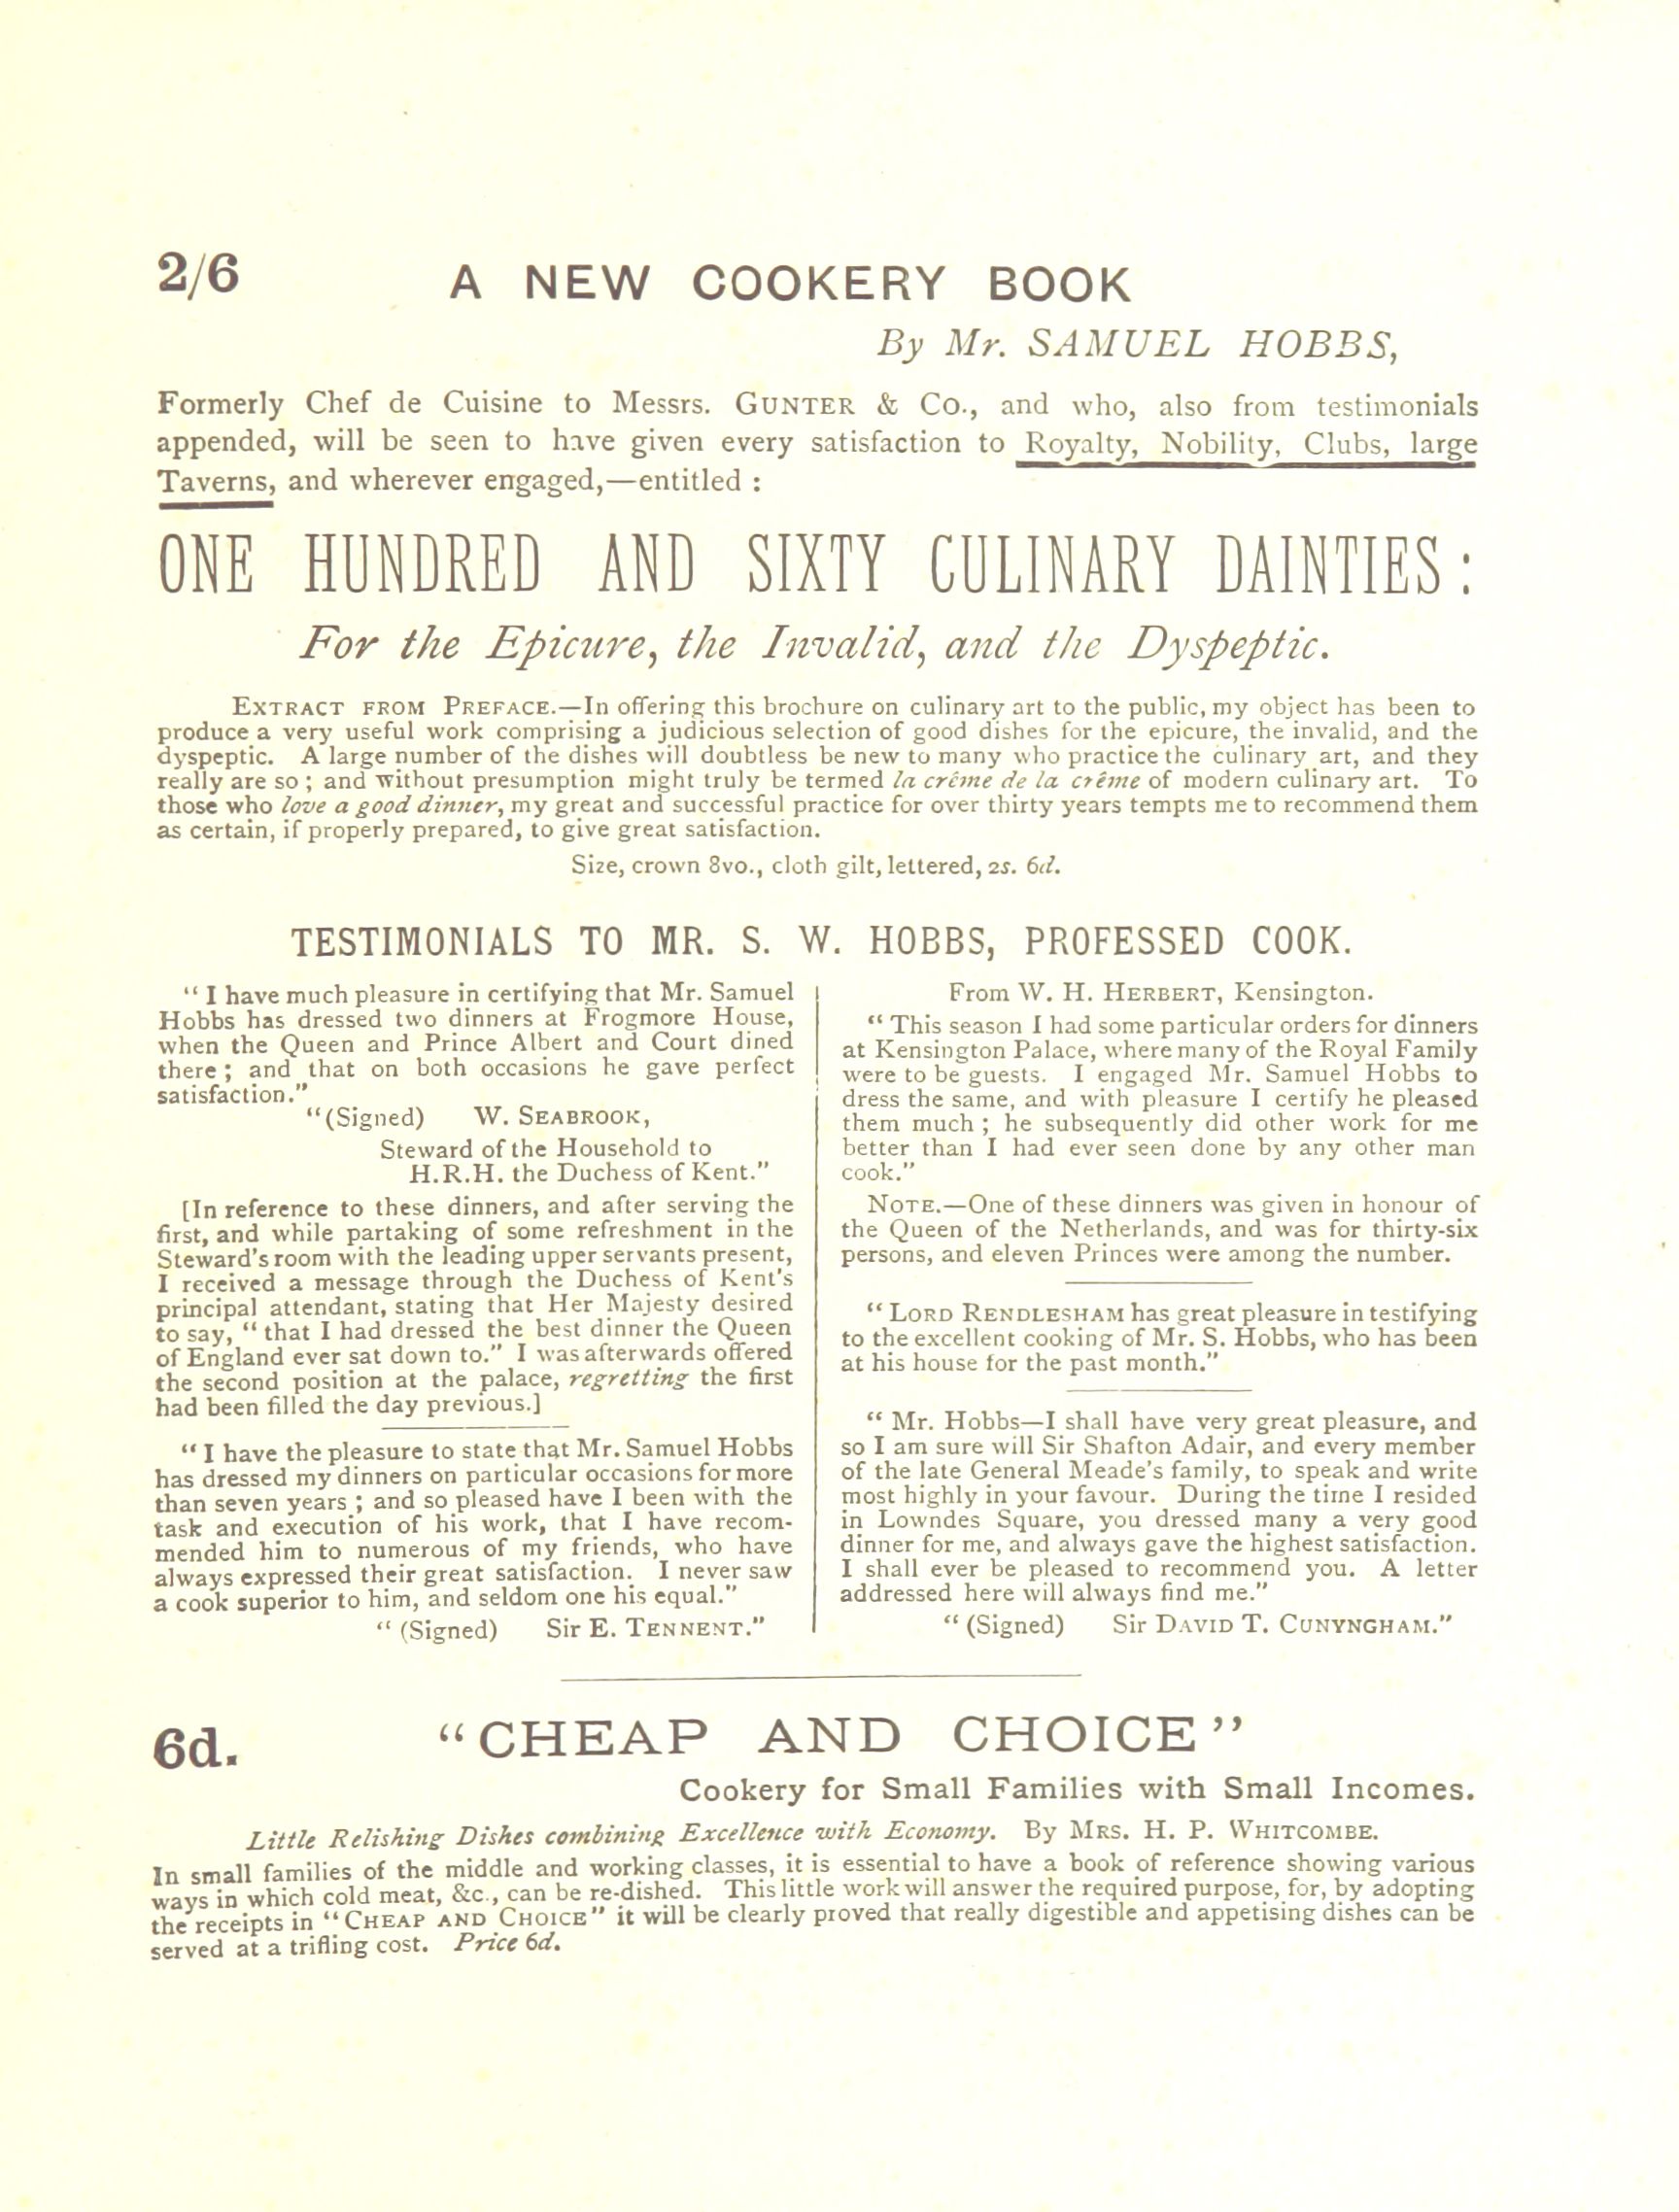 2/6 A NEW COOKERY BOOK
By Mr. SAMUEL HOBBS,
Formerly Chef de Cuisine to Messrs. GUNTER & Co., and who, also from testimonials
appended, will be seen to have given every satisfaction to Royalty, Nobility, Clubs, large
Taverns, and wherever engaged,—entitled :
ONE HUNDRED AND SIXTY CULINARY DAINTIES :
For the Epicure, the Invalid, and the Dyspeptic.
EXTRACT FROM PREFACE.—In offering this brochure on culinary art to the public, my object has been to
produce a very useful work comprising a judicious selection of good dishes for the epicure, the invalid, and the
dyspeptic. A large number of the dishes will doubtless be new to many who practice the culinary art, and they
really are so ; and without presumption might truly be termed la crême de la crême of modern culinary art. To
those who love a good dinner, my great and successful practice for over thirty years tempts me to recommend them
as certain, if properly prepared, to give great satisfaction.
Size, crown 8vo., cloth gilt, lettered, 2s. 6d.
TESTIMONIALS TO MR. S. W. HOBBS, PROFESSED COOK.
“ I have much pleasure in certifying that Mr. Samuel
Hobbs has dressed two dinners at Frogmore House,
when the Queen and Prince Albert and Court dined
there ; and that on both occasions he gave perfect
satisfaction.”
“(Signed) W. SEABROOK,
Steward of the Household to
H.R.H. the Duchess of Kent.”
[In reference to these dinners, and after serving the
first, and while partaking of some refreshment in the
Steward's room with the leading upper servants present,
I received a message through the Duchess of Kent's
principal attendant, stating that Her Majesty desired
to say, “ that I had dressed the best dinner the Queen
of England ever sat down to.” I was afterwards offered
the second position at the palace, regretting the first
had been filled the day previous.]
“ I have the pleasure to state that Mr. Samuel Hobbs
has dressed my dinners on particular occasions for more
than seven years ; and so pleased have I been with the
task and execution of his work, that I have recom-
mended him to numerous of my friends, who have
always expressed their great satisfaction. I never saw
a cook superior to him, and seldom one his equal.”
“ (Signed) Sir E. TENNENT.”
From W. H. HERBERT, Kensington.
“ This season I had some particular orders for dinners
at Kensington Palace, where many of the Royal Family
were to be guests. I engaged Mr. Samuel Hobbs to
dress the same, and with pleasure I certify he pleased
them much ; he subsequently did other work for me
better than I had ever seen done by any other man
cook.”
NOTE.—One of these dinners was given in honour of
the Queen of the Netherlands, and was for thirty-six
persons, and eleven Princes were among the number.
“ LORD RENDLESHAM has great pleasure in testifying
to the excellent cooking of Mr. S. Hobbs, who has been
at his house for the past month.”
“ Mr. Hobbs—I shall have very great pleasure, and
so I am sure will Sir Shafton Adair, and every member
of the late General Meade's family, to speak and write
most highly in your favour. During the time I resided
in Lowndes Square, you dressed many a very good
dinner for me, and always gave the highest satisfaction.
I shall ever be pleased to recommend you. A letter
addressed here will always find me.”
“ (Signed) Sir DAVID T. CUNYNGHAM.”
6d. “CHEAP AND CHOICE”
Cookery for Small Families with Small Incomes.
Little Relishing Dishes combining Excellence with Economy. By MRS. H. P. WHITCOMBE.
In small families of the middle and working classes, it is essential to have a book of reference showing various
ways in which cold meat, &c., can be re-dished. This little work will answer the required purpose, for, by adopting
the receipts in “CHEAP AND CHOICE” it will be clearly proved that really digestible and appetising dishes can be
served at a trifling cost. Price 6d.